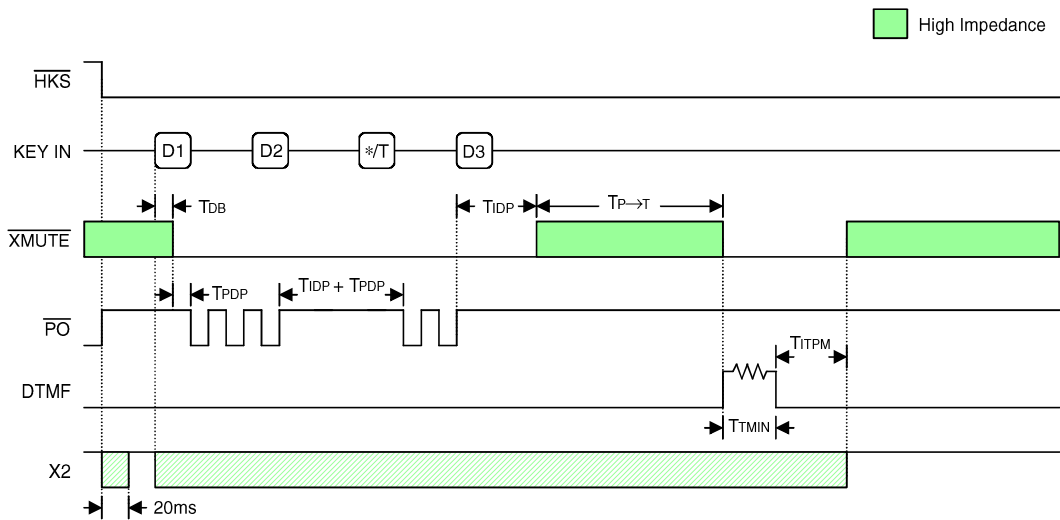 High Impedance
HKS
KEY IN
D1
D2
*/T
D3
TDB
TIDP
TP→T
XMUTE
TPDP
TIDP + TPDP
PO
TITPM
DTMF
TTMIN
X2
20ms